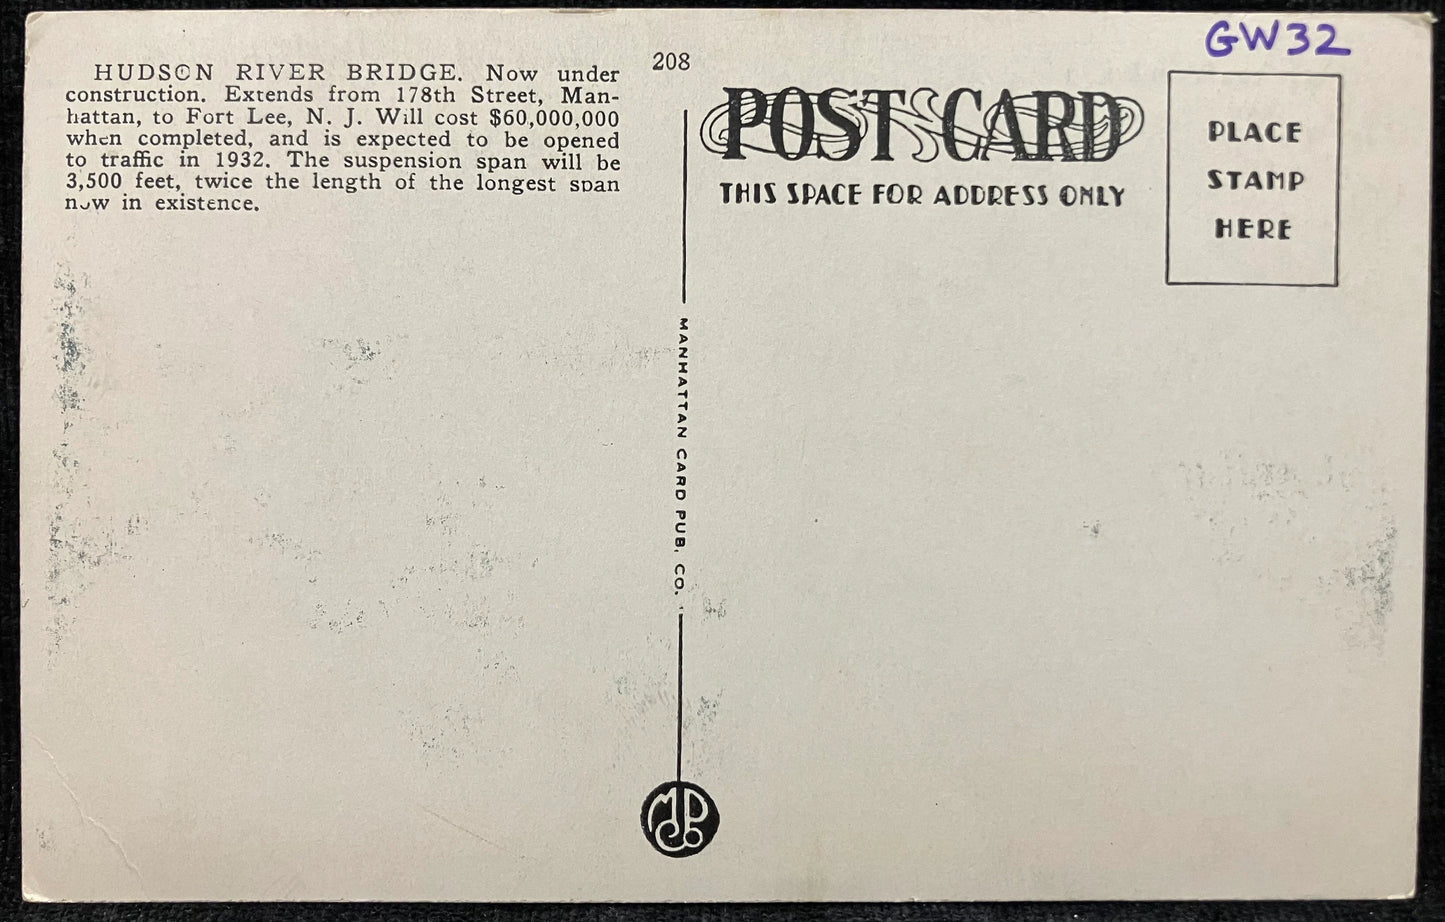 GW32
208
HUDSON RIVER BRIDGE. Now under
construction. Extends from 178th Street, Man-
hattan, to Fort Lee, N. J. Will cost $60,000,000
when completed, and is expected to be opened
to traffic in 1932. The suspension span will be
3,500 feet, twice the length of the longest span
now in existence.
POST CARD
THIS SPACE FOR ADDRESS ONLY
PLACE
STAMP
HERE
MANHATTAN CARD PUB. CO.